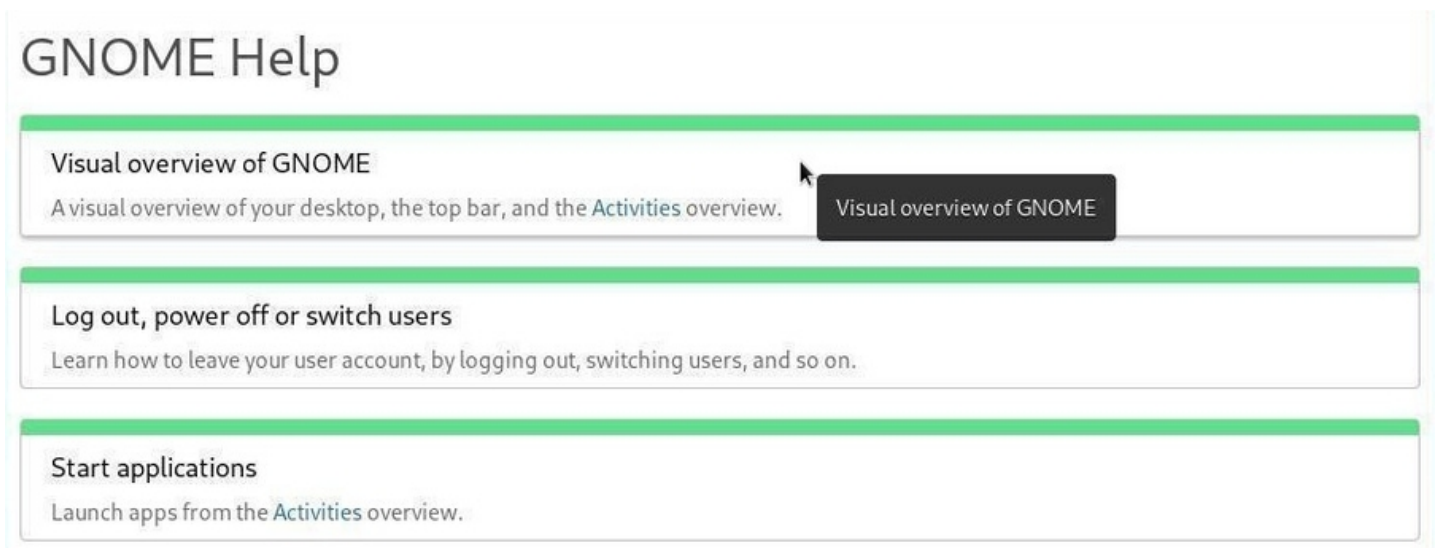 GNOME Help
Visual overview of GNOME
A visual overview of your desktop, the top bar, and the Activities overview.
Visual overview of GNOME
Log out, power off or switch users
Learn how to leave your user account, by logging out, switching users, and so on.
Start applications
Launch apps from the Activities overview.